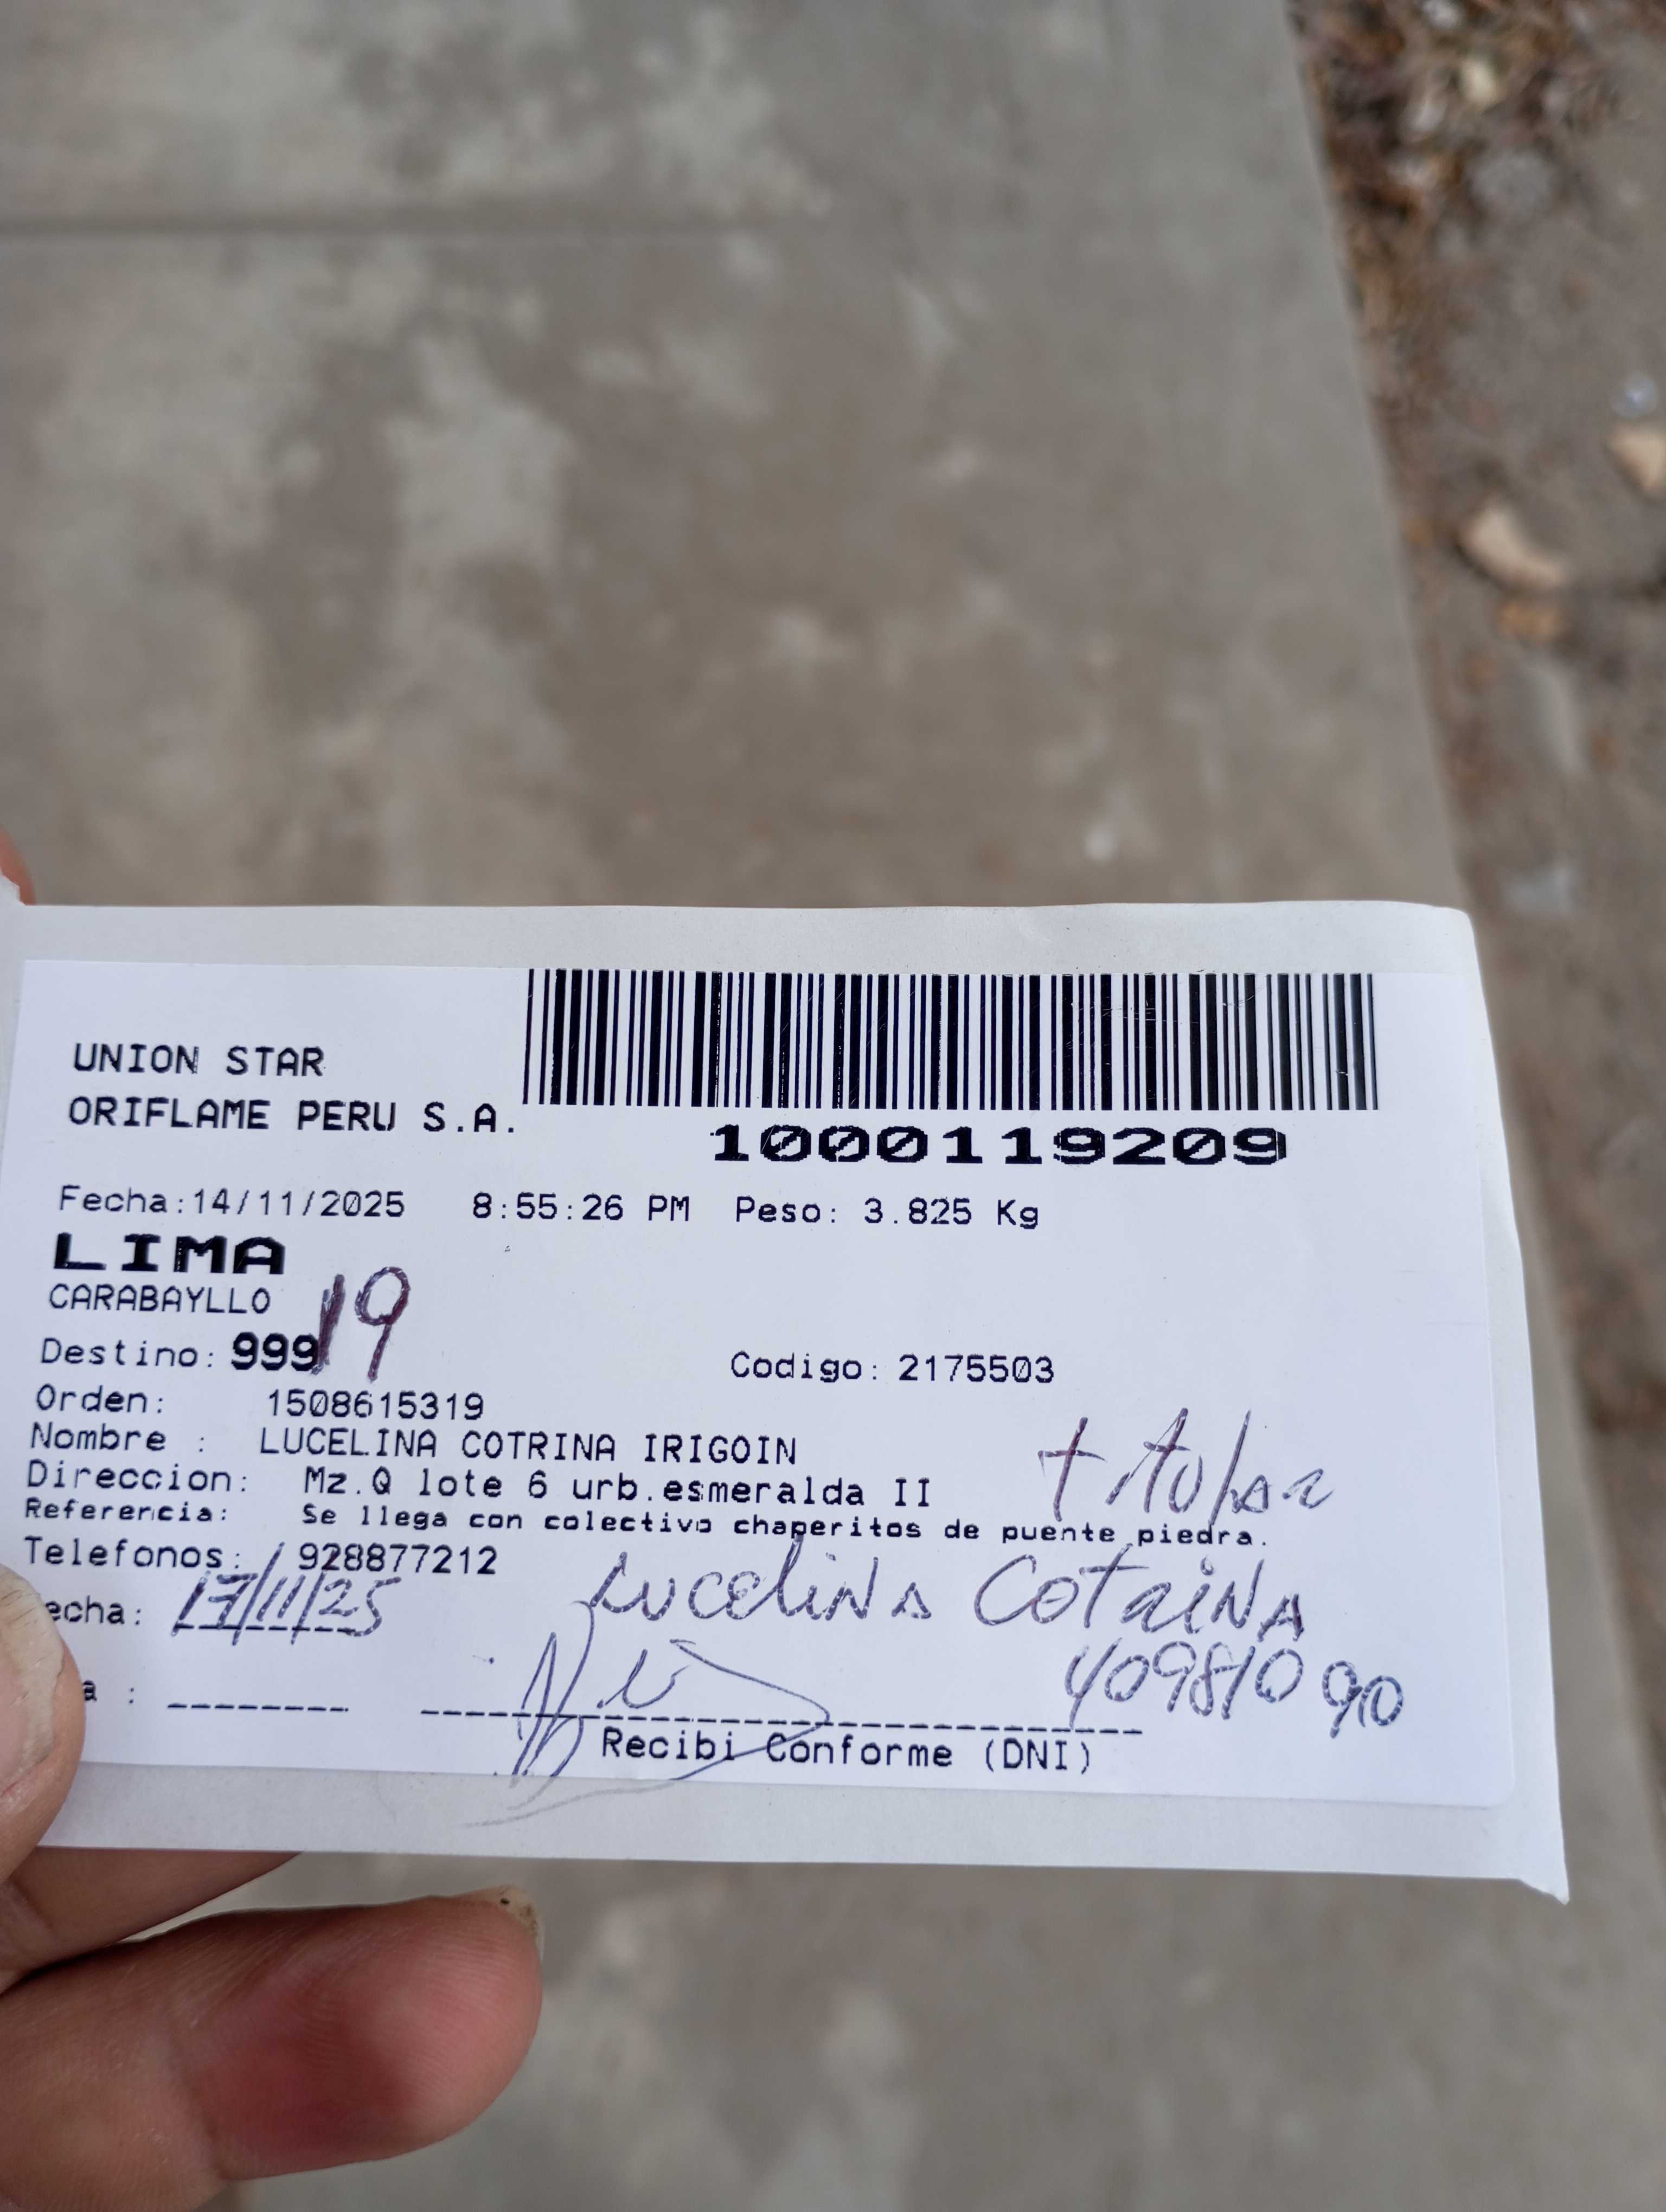 UNION STAR
ORIFLAME PERU S.A.
1000119209
Fecha:14/11/2025 8:55:26 PM Peso: 3.825 Kg
LIMA
CARABAYLLO
19
Destino: 999 Codigo: 2175503
Orden: 1508615319
Nombre : LUCELINA COTRINA IRIGOIN
titular
Direccion: Mz.Q lote 6 urb.esmeralda II
Referencia: Se llega con colectivo chaperitos de puente piedra.
Telefonos: 928877212
echa: 17/11/25 Lucelina Cotrina
40981090
a :
Recibi Conforme (DNI)